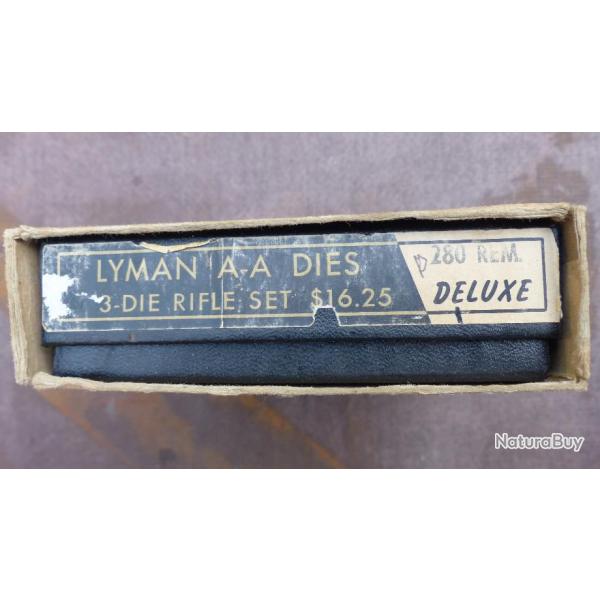 LYMAN A-A DIES
3-DIE RIFLE SET $16.25
280 REM.
DELUXE
NaturaBuy